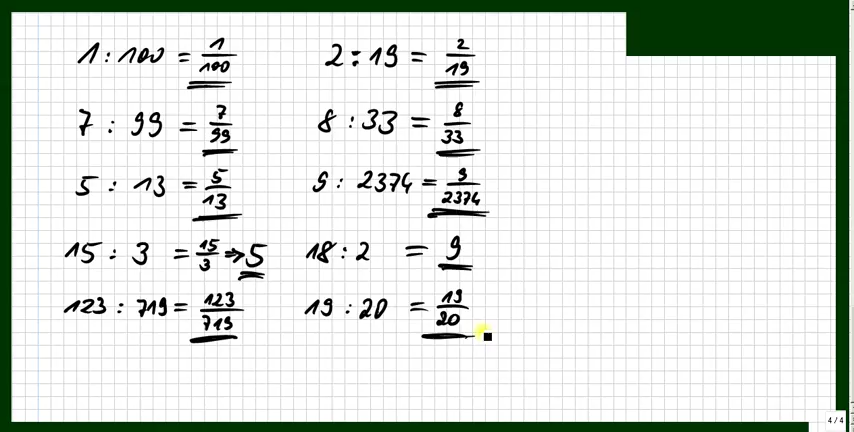 1 : 100 = 1/100 2 : 19 = 2/19
7 : 99 = 7/99 8 : 33 = 8/33
5 : 13 = 5/13 9 : 2374 = 9/2374
15 : 3 = 15/3 → 5 18 : 2 = 9
123 : 719 = 123/719 19 : 20 = 19/20
4 / 4